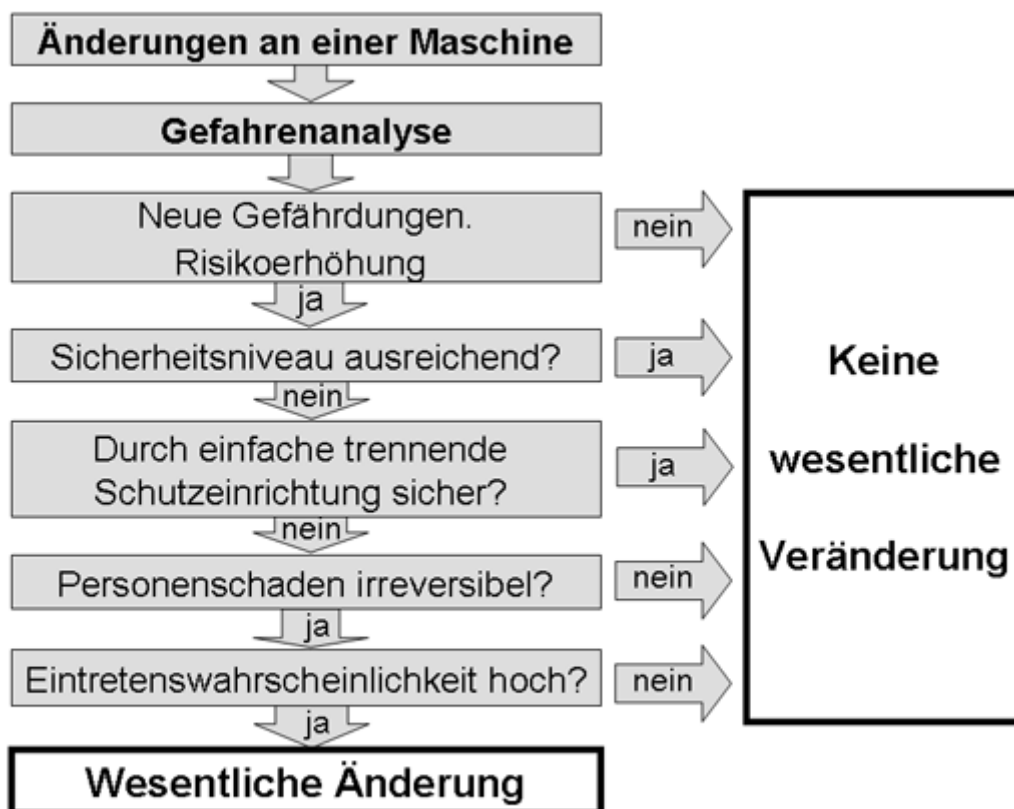 Änderungen an einer Maschine
Gefahrenanalyse
Neue Gefährdungen.
Risikoerhöhung
nein
ja
Sicherheitsniveau ausreichend?
ja
nein
Durch einfache trennende
Schutzeinrichtung sicher?
ja
nein
Personenschaden irreversibel?
nein
ja
Eintretenswahrscheinlichkeit hoch?
nein
ja
Wesentliche Änderung
Keine
wesentliche
Veränderung